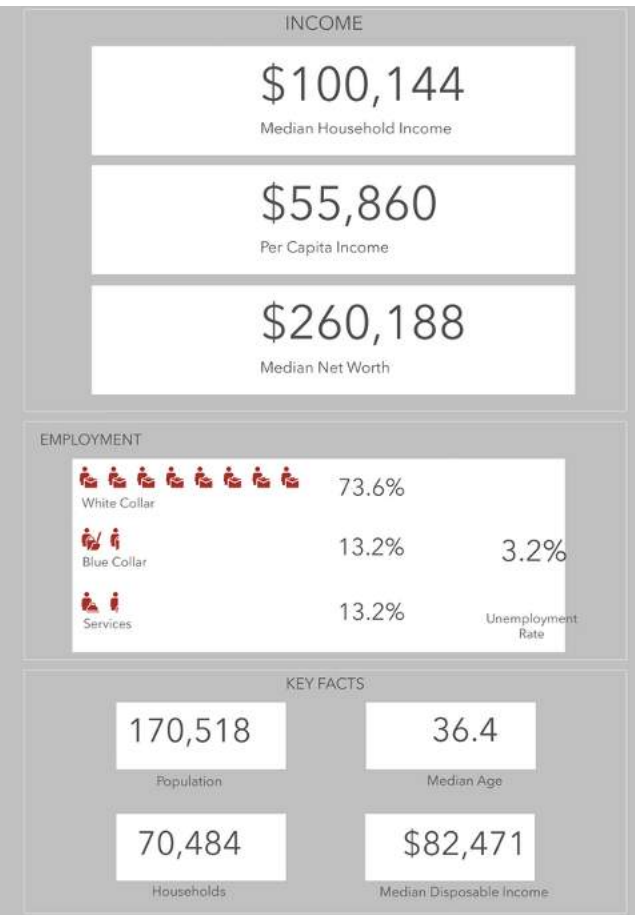 INCOME
$100,144
Median Household Income
$55,860
Per Capita Income
$260,188
Median Net Worth
EMPLOYMENT
White Collar
73.6%
Blue Collar
13.2%
Services
13.2%
3.2%
Unemployment
Rate
KEY FACTS
170,518
Population
36.4
Median Age
70,484
Households
$82,471
Median Disposable Income